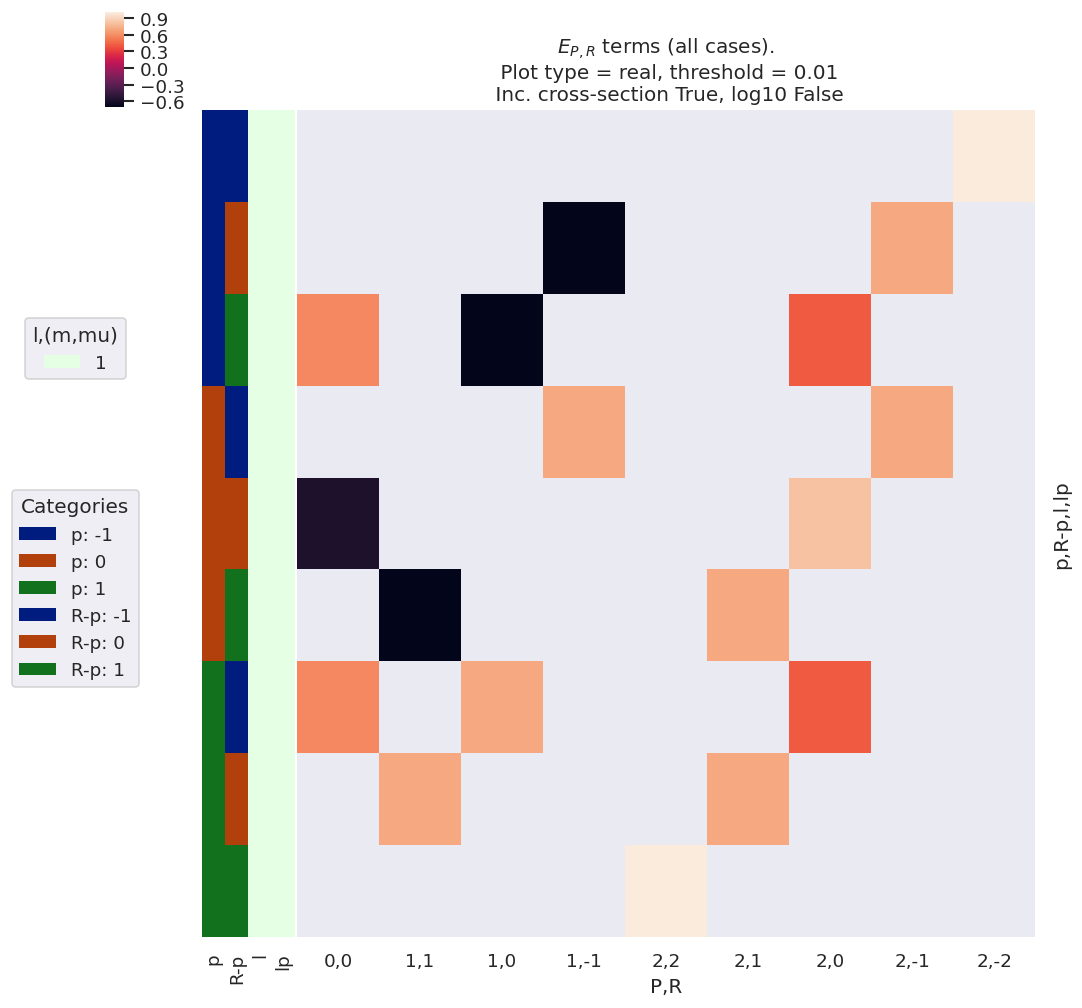 0.9
0.6
0.3
0.0
−0.3
−0.6
E_{P,R} terms (all cases).
Plot type = real, threshold = 0.01
Inc. cross-section True, log10 False
l,(m,mu)
1
Categories
p: -1
p: 0
p: 1
R-p: -1
R-p: 0
R-p: 1
p,R-p,l,lp
p
R-p
l
lp
0,0
1,1
1,0
1,-1
2,2
2,1
2,0
2,-1
2,-2
P,R